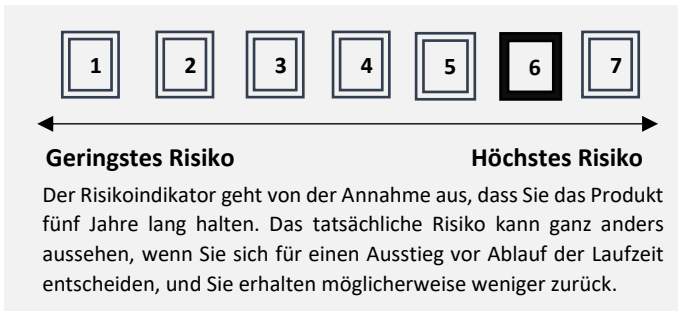 1 2 3 4 5 6 7
Geringstes Risiko Höchstes Risiko
Der Risikoindikator geht von der Annahme aus, dass Sie das Produkt
fünf Jahre lang halten. Das tatsächliche Risiko kann ganz anders
aussehen, wenn Sie sich für einen Ausstieg vor Ablauf der Laufzeit
entscheiden, und Sie erhalten möglicherweise weniger zurück.